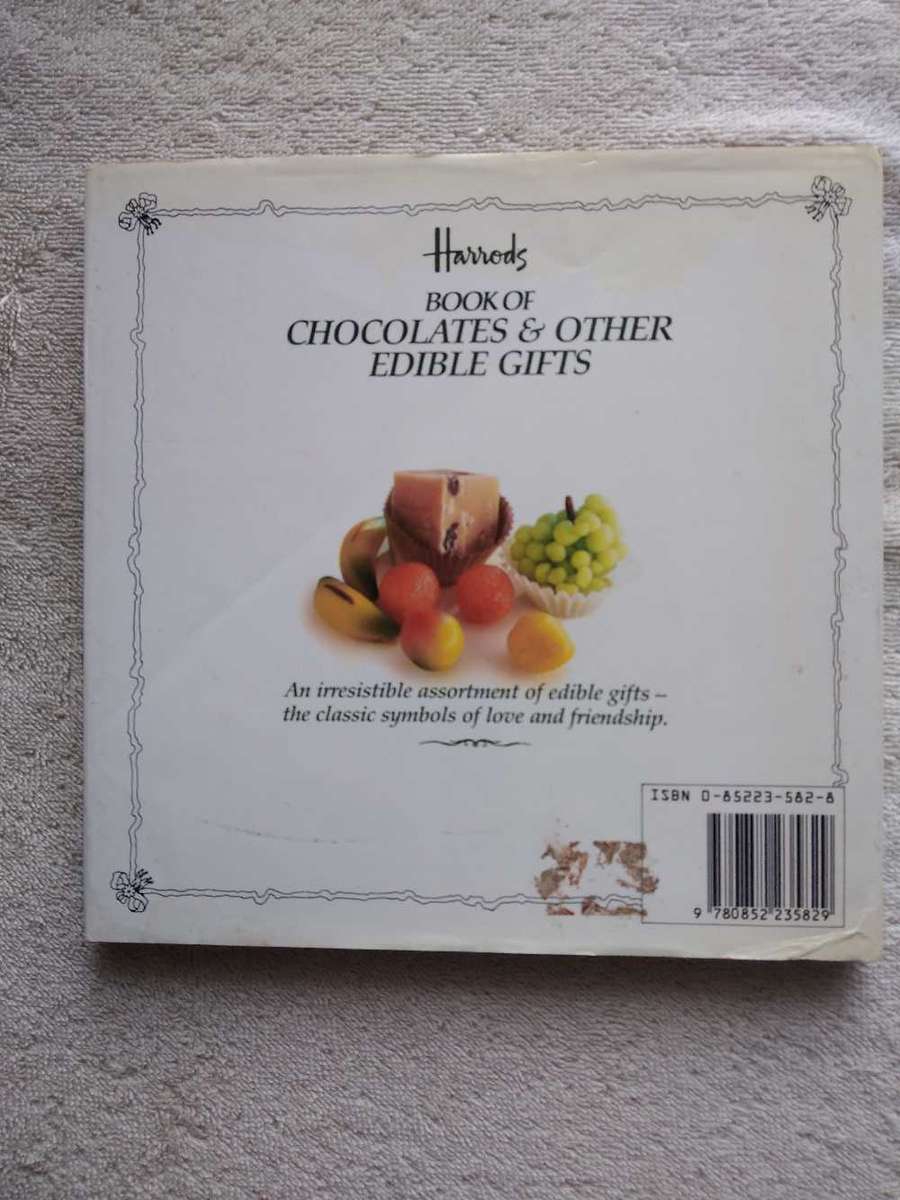 Harrods
BOOK OF
CHOCOLATES & OTHER
EDIBLE GIFTS
An irresistible assortment of edible gifts –
the classic symbols of love and friendship.
ISBN 0-85223-582-8
9 780852 235829